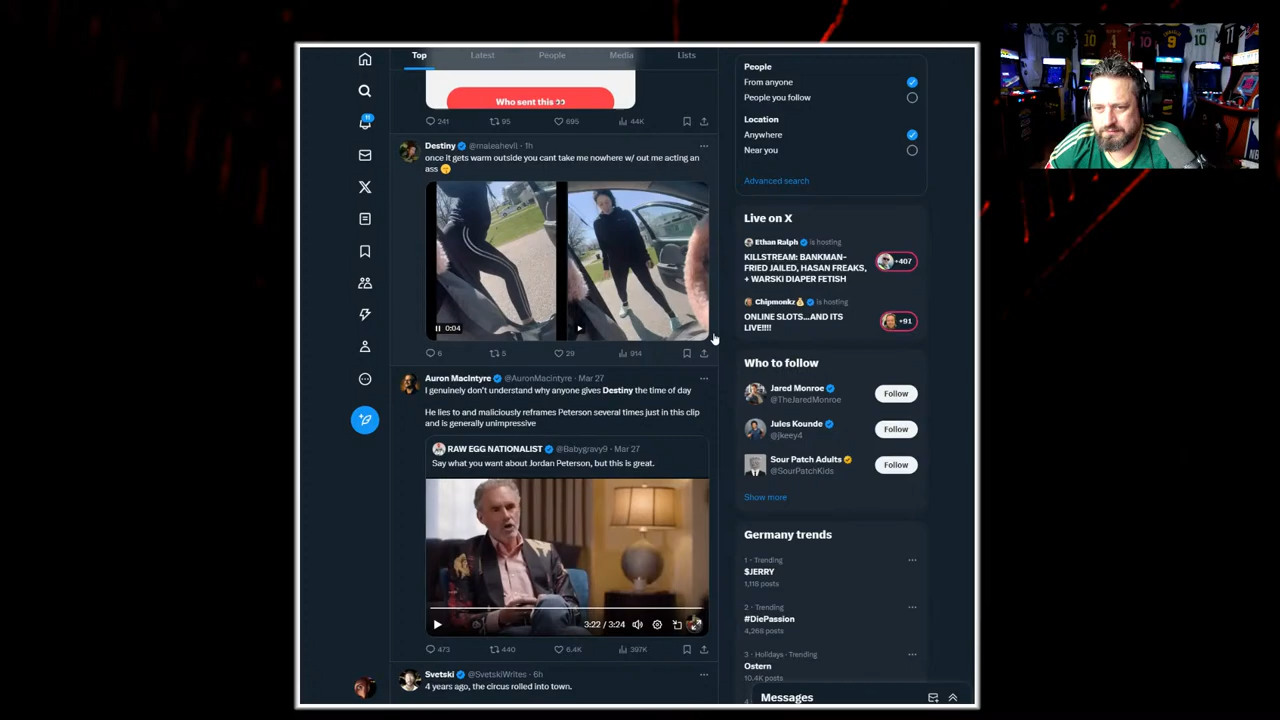 Top
Latest
People
Media
Lists
Who sent this 👀
241
95
695
44K
Destiny @maleahevil · 1h
once it gets warm outside you cant take me nowhere w/ out me acting an
ass
0:04
6
5
29
914
Auron MacIntyre @AuronMacintyre · Mar 27
I genuinely don't understand why anyone gives Destiny the time of day
He lies to and maliciously reframes Peterson several times just in this clip
and is generally unimpressive
RAW EGG NATIONALIST @Babygravy9 · Mar 27
Say what you want about Jordan Peterson, but this is great.
3:22 / 3:24
473
440
6.4K
397K
Svetski @SvetskiWrites · 6h
4 years ago, the circus rolled into town.
People
From anyone
People you follow
Location
Anywhere
Near you
Advanced search
Live on X
Ethan Ralph is hosting
KILLSTREAM: BANKMAN-
FRIED JAILED, HASAN FREAKS,
+ WARSKI DIAPER FETISH
+407
Chipmonkz💰 is hosting
ONLINE SLOTS...AND ITS
LIVE!!!!
+91
Who to follow
Jared Monroe
@TheJaredMonroe
Follow
Jules Kounde
@jkeey4
Follow
Sour Patch Adults
@SourPatchKids
Follow
Show more
Germany trends
1 · Trending
$JERRY
1,118 posts
2 · Trending
#DiePassion
4,268 posts
3 · Holidays · Trending
Ostern
10.4K posts
4
Messages